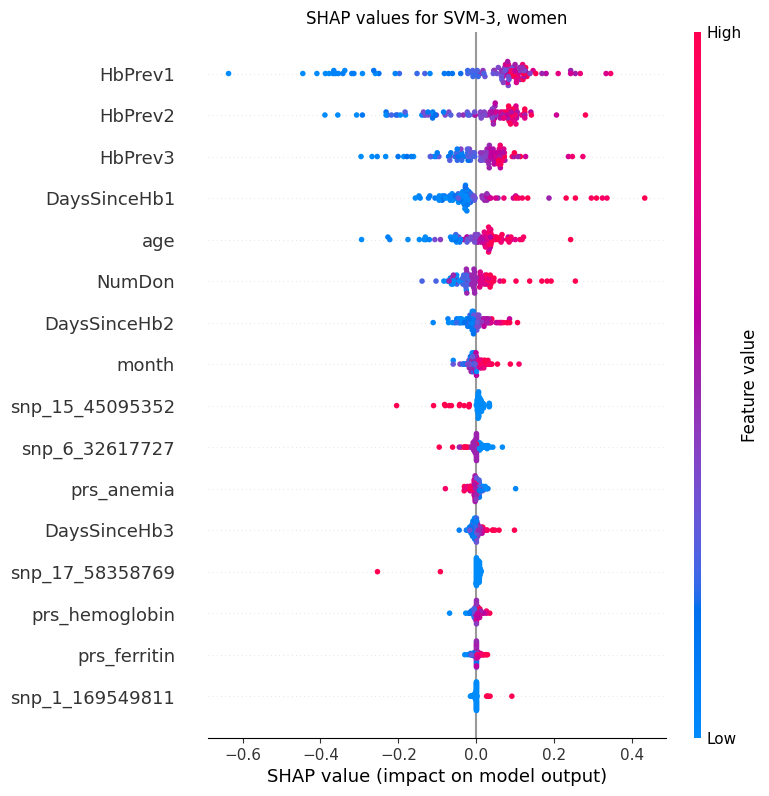 SHAP values for SVM-3, women
High
HbPrev1
HbPrev2
HbPrev3
DaysSinceHb1
age
NumDon
DaysSinceHb2
month
snp_15_45095352
snp_6_32617727
prs_anemia
DaysSinceHb3
snp_17_58358769
prs_hemoglobin
prs_ferritin
snp_1_169549811
Feature value
Low
−0.6 −0.4 −0.2 0.0 0.2 0.4
SHAP value (impact on model output)